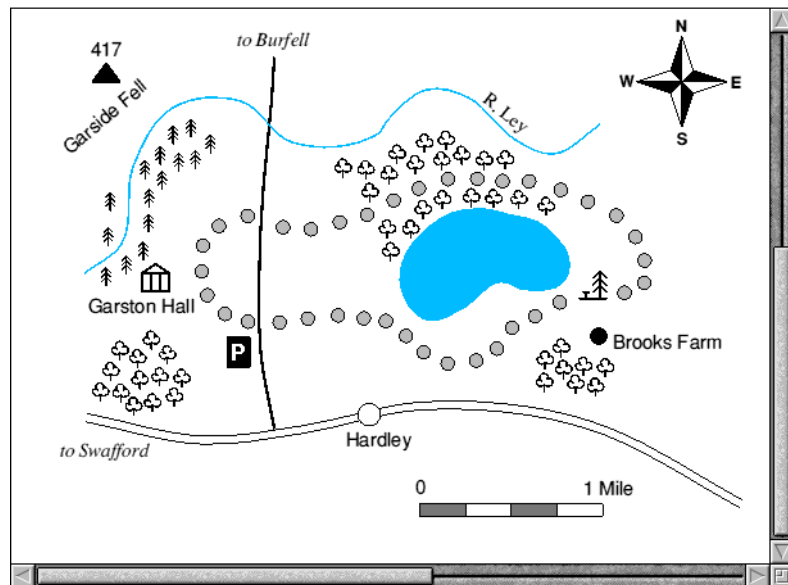 to Burfell
417
Garside Fell
R. Ley
N
W
E
S
Garston Hall
P
Brooks Farm
Hardley
to Swafford
0
1 Mile